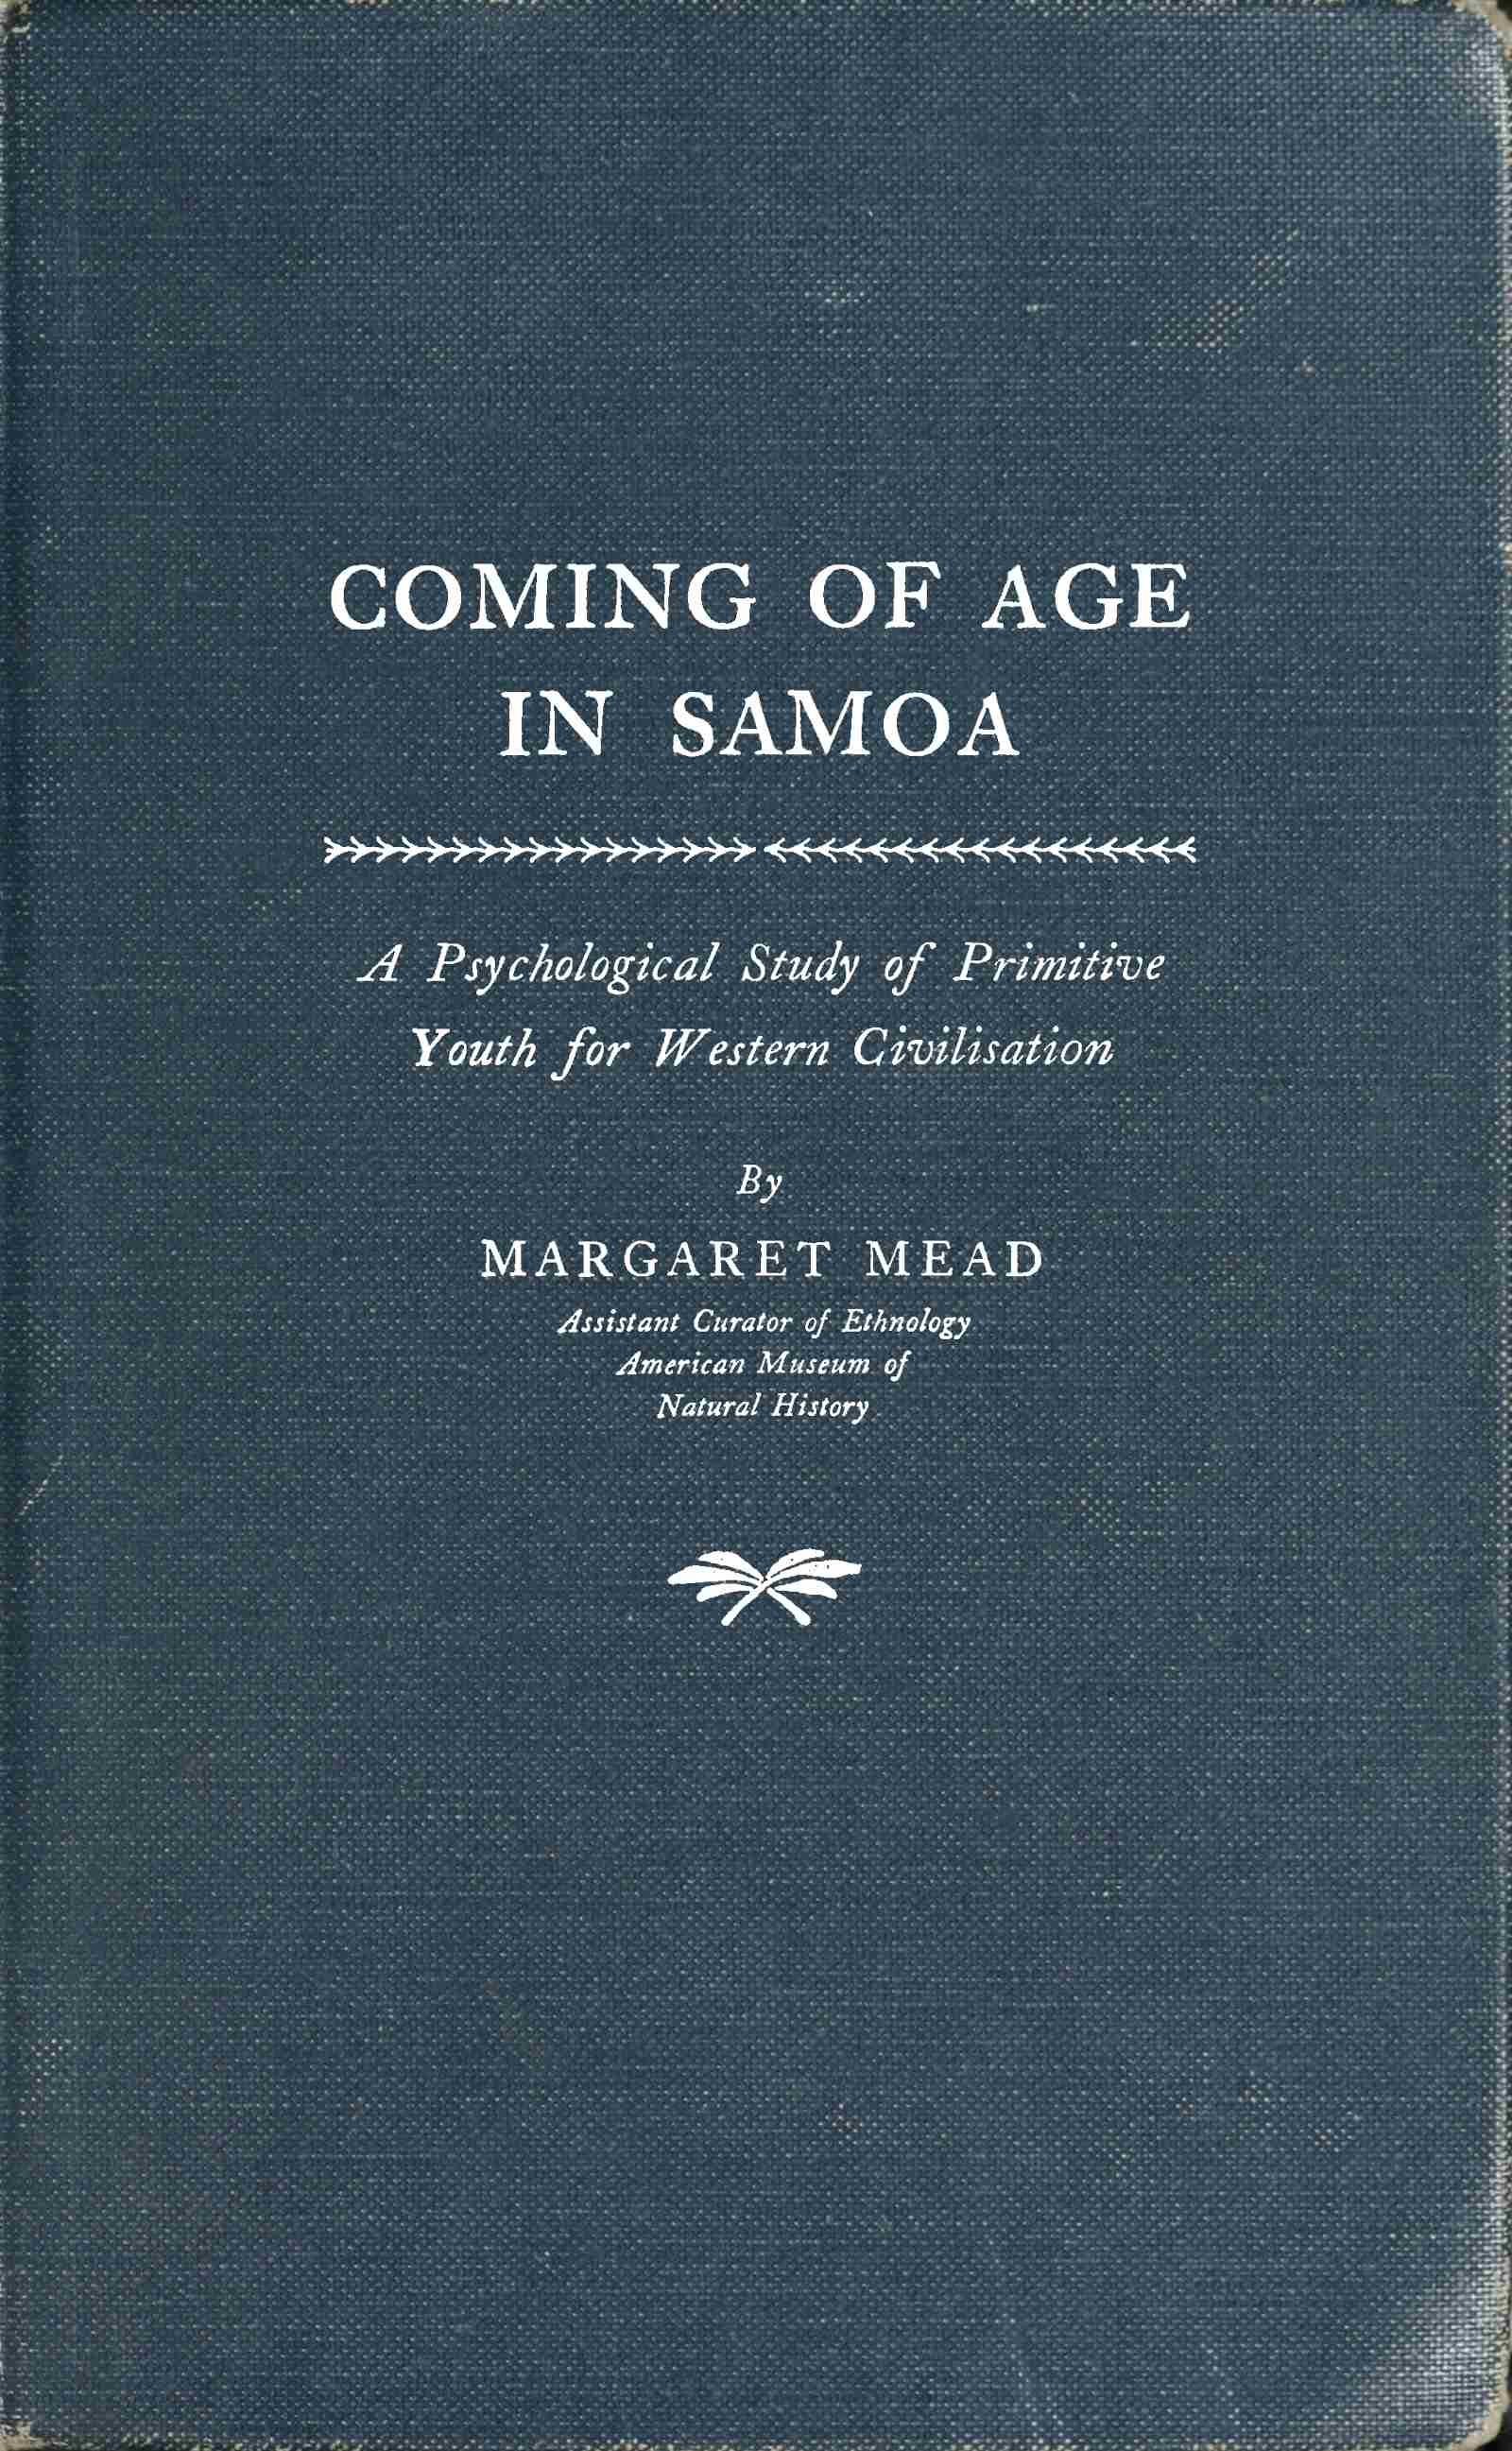 COMING OF AGE
IN SAMOA
A Psychological Study of Primitive
Youth for Western Civilisation
By
MARGARET MEAD
Assistant Curator of Ethnology
American Museum of
Natural History